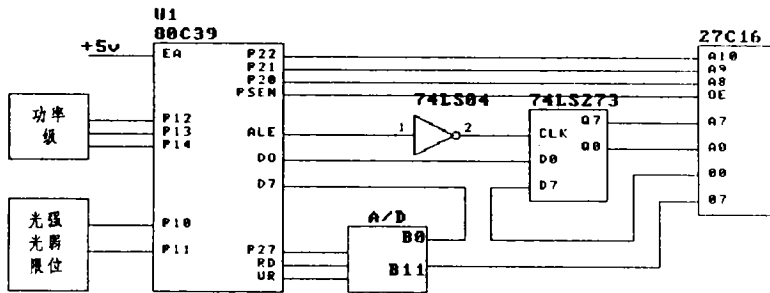 U1
80C39
27C16
+5v
EA
P22
P21
P20
PSEN
A10
A9
A8
OE
功率
级
P12
P13
P14
ALE
1
74LS04
2
74LS273
CLK
Q7
Q0
A7
A0
D0
D0
D7
D7
00
07
光强
光弱
限位
P10
P11
A/D
B0
B11
P27
RD
UR